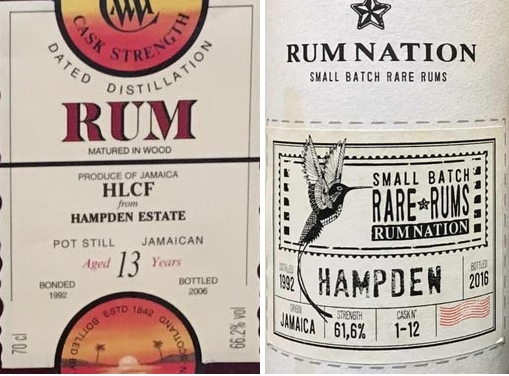 CASK STRENGTH
DATED DISTILLATION
RUM
MATURED IN WOOD
PRODUCE OF JAMAICA
HLCF
from
HAMPDEN ESTATE
POT STILL JAMAICAN
Aged 13 Years
BONDED BOTTLED
1992 2006
ESTD 1842
BOTTLED
70 cl
66.2% vol
RUM NATION
SMALL BATCH RARE RUMS
SMALL BATCH
RARE RUMS
RUM NATION
DISTILLED
1992
HAMPDEN
BOTTLED
2016
ORIGIN
JAMAICA
STRENGTH
61,6%
CASK N°
1-12